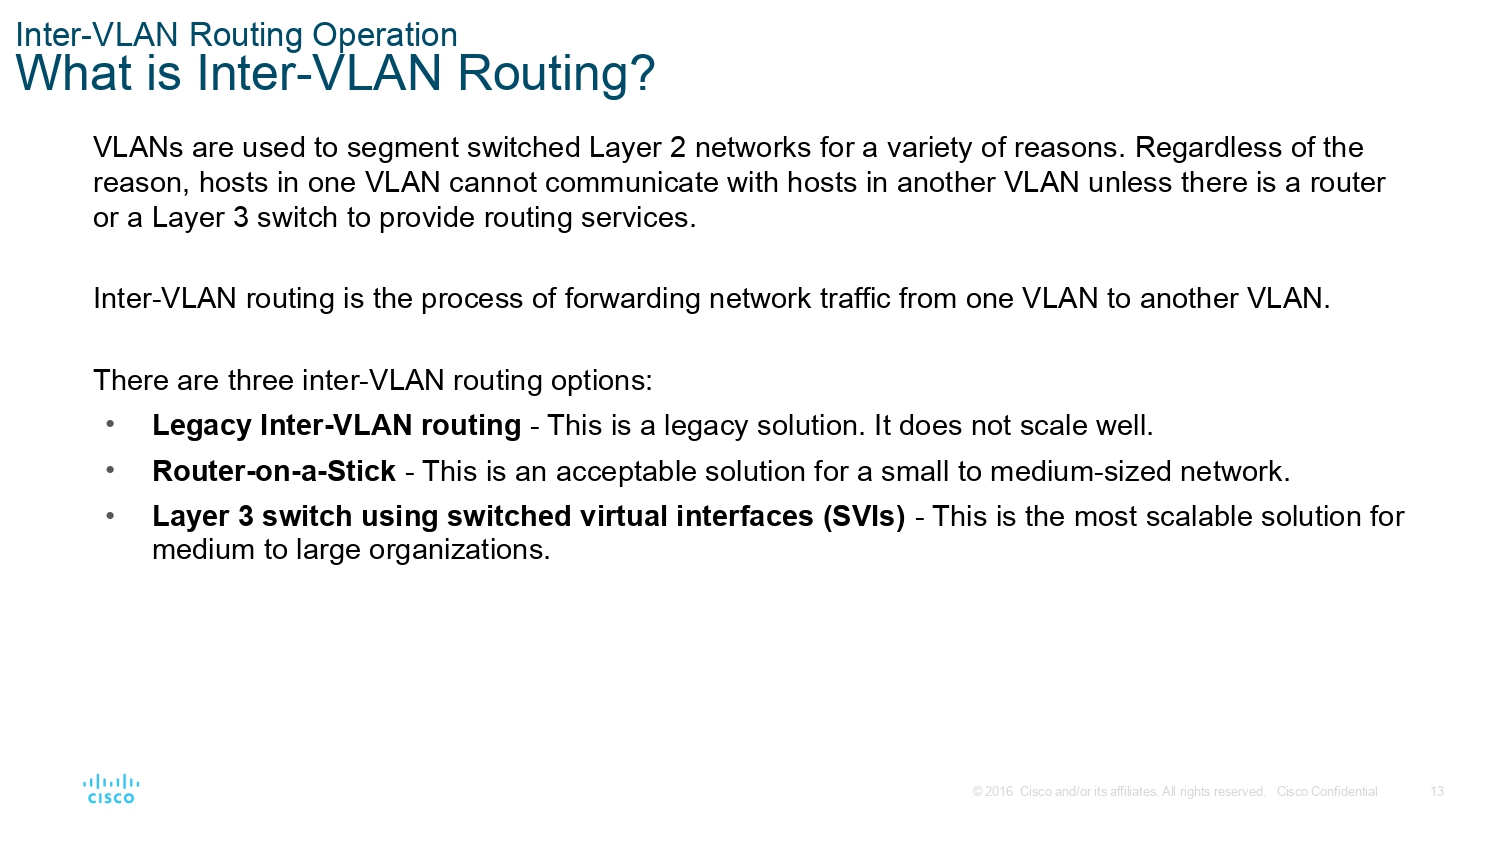 Inter-VLAN Routing Operation
What is Inter-VLAN Routing?
VLANs are used to segment switched Layer 2 networks for a variety of reasons. Regardless of the
reason, hosts in one VLAN cannot communicate with hosts in another VLAN unless there is a router
or a Layer 3 switch to provide routing services.
Inter-VLAN routing is the process of forwarding network traffic from one VLAN to another VLAN.
There are three inter-VLAN routing options:
• Legacy Inter-VLAN routing - This is a legacy solution. It does not scale well.
• Router-on-a-Stick - This is an acceptable solution for a small to medium-sized network.
• Layer 3 switch using switched virtual interfaces (SVIs) - This is the most scalable solution for
medium to large organizations.
CISCO
© 2016 Cisco and/or its affiliates. All rights reserved. Cisco Confidential 13